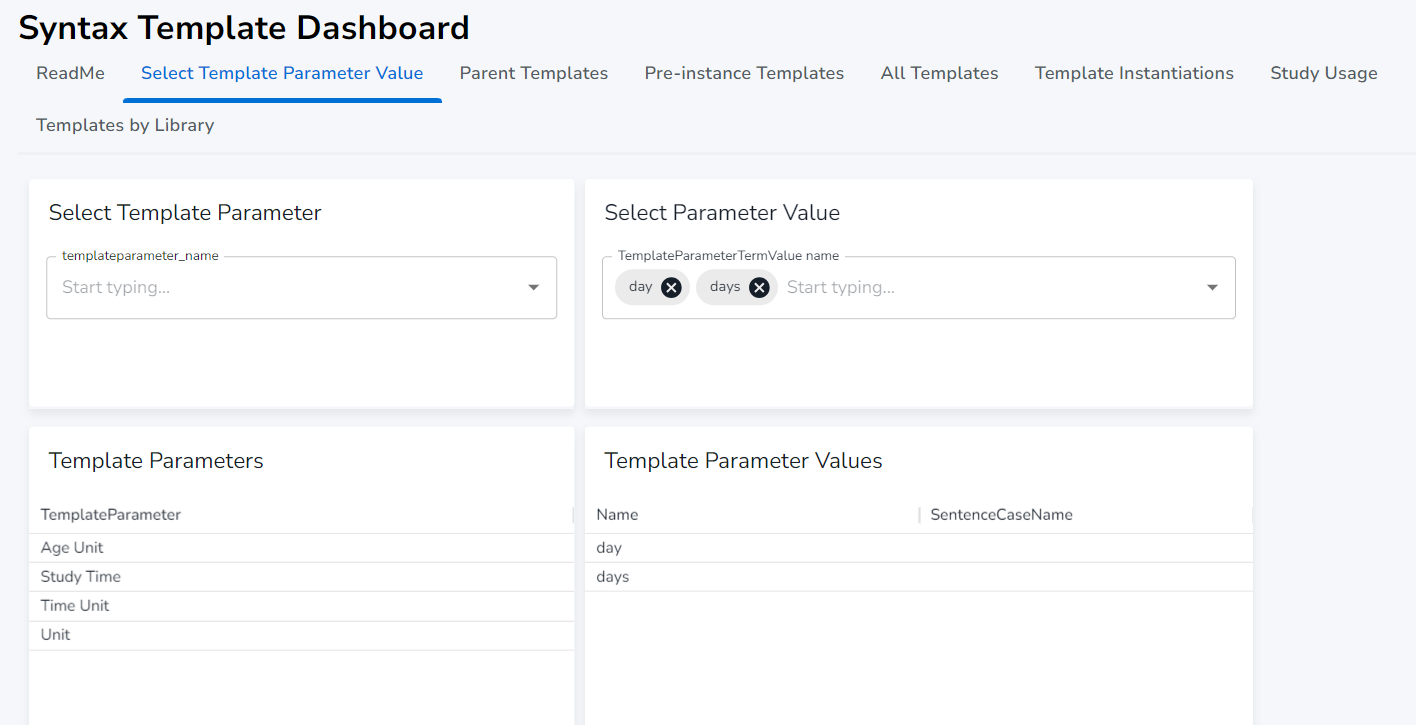 Syntax Template Dashboard
ReadMe Select Template Parameter Value Parent Templates Pre-instance Templates All Templates Template Instantiations Study Usage
Templates by Library
Select Template Parameter
templateparameter_name
Start typing...
Select Parameter Value
TemplateParameterTermValue name
day days Start typing...
Template Parameters
TemplateParameter
Age Unit
Study Time
Time Unit
Unit
Template Parameter Values
Name SentenceCaseName
day
days